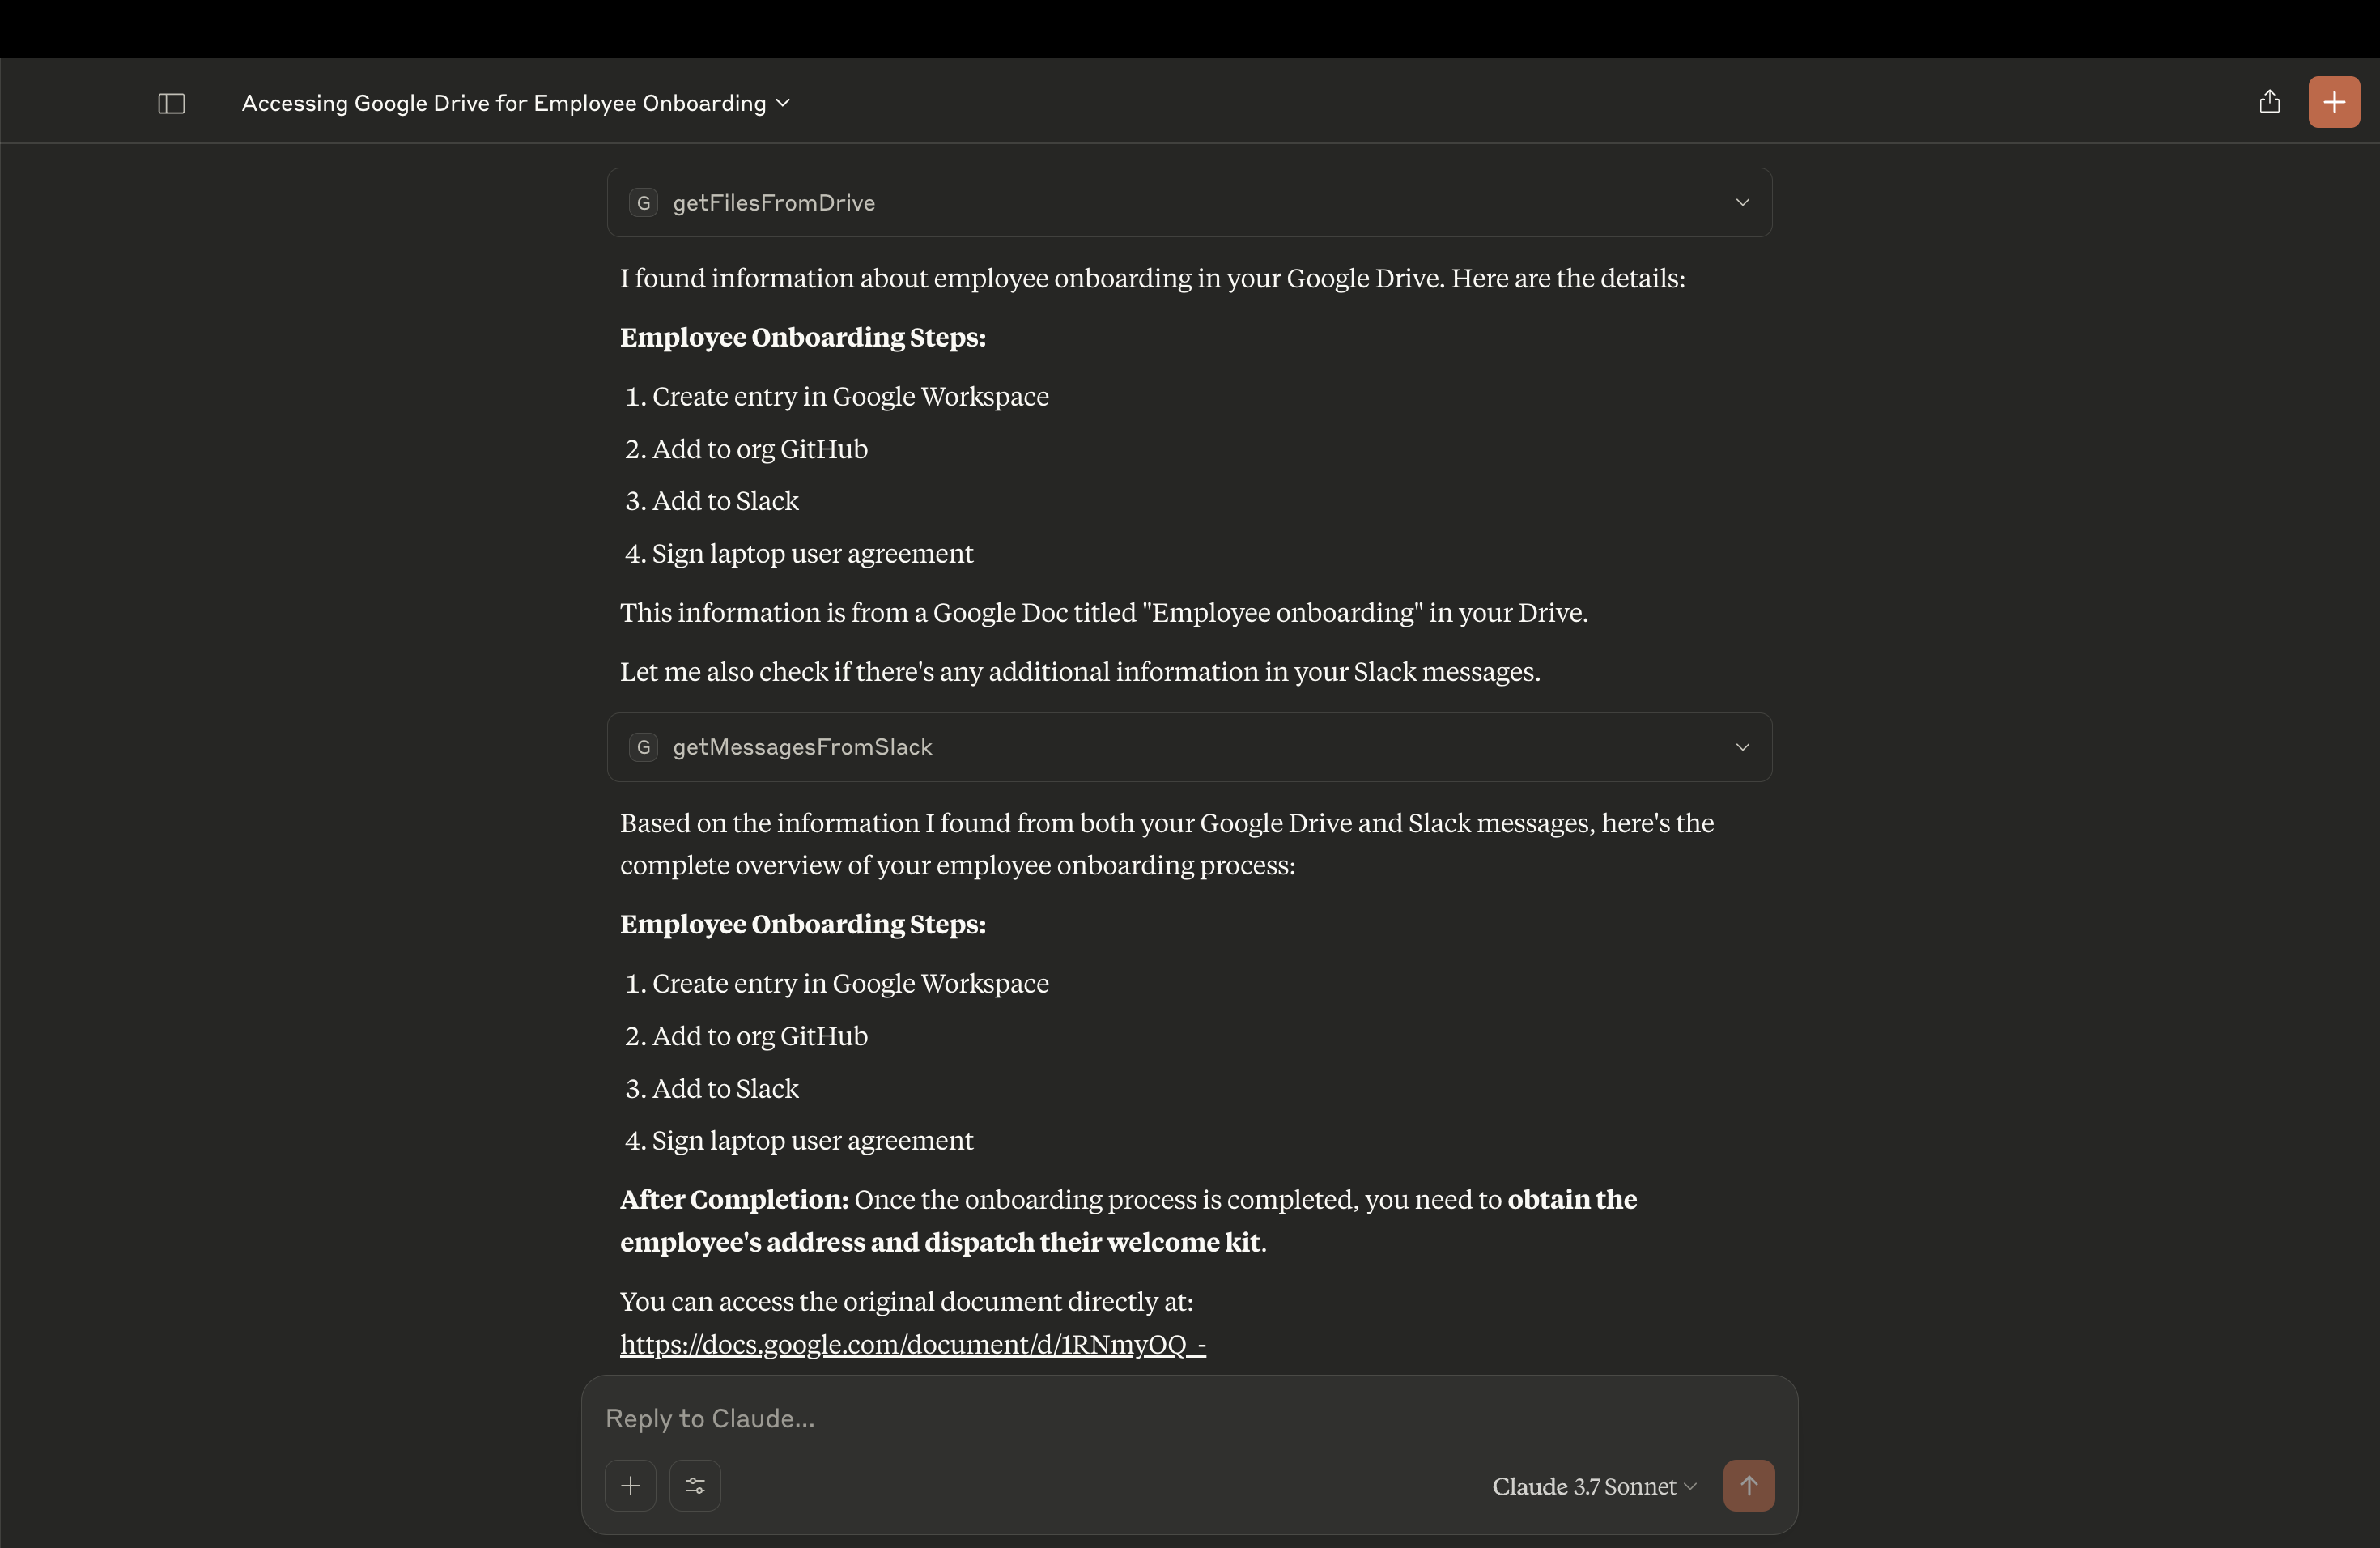 Accessing Google Drive for Employee Onboarding
G getFilesFromDrive
I found information about employee onboarding in your Google Drive. Here are the details:
Employee Onboarding Steps:
1. Create entry in Google Workspace
2. Add to org GitHub
3. Add to Slack
4. Sign laptop user agreement
This information is from a Google Doc titled "Employee onboarding" in your Drive.
Let me also check if there's any additional information in your Slack messages.
G getMessagesFromSlack
Based on the information I found from both your Google Drive and Slack messages, here's the
complete overview of your employee onboarding process:
Employee Onboarding Steps:
1. Create entry in Google Workspace
2. Add to org GitHub
3. Add to Slack
4. Sign laptop user agreement
After Completion: Once the onboarding process is completed, you need to obtain the
employee's address and dispatch their welcome kit.
You can access the original document directly at:
https://docs.google.com/document/d/1RNmyOQ_-
Reply to Claude...
Claude 3.7 Sonnet